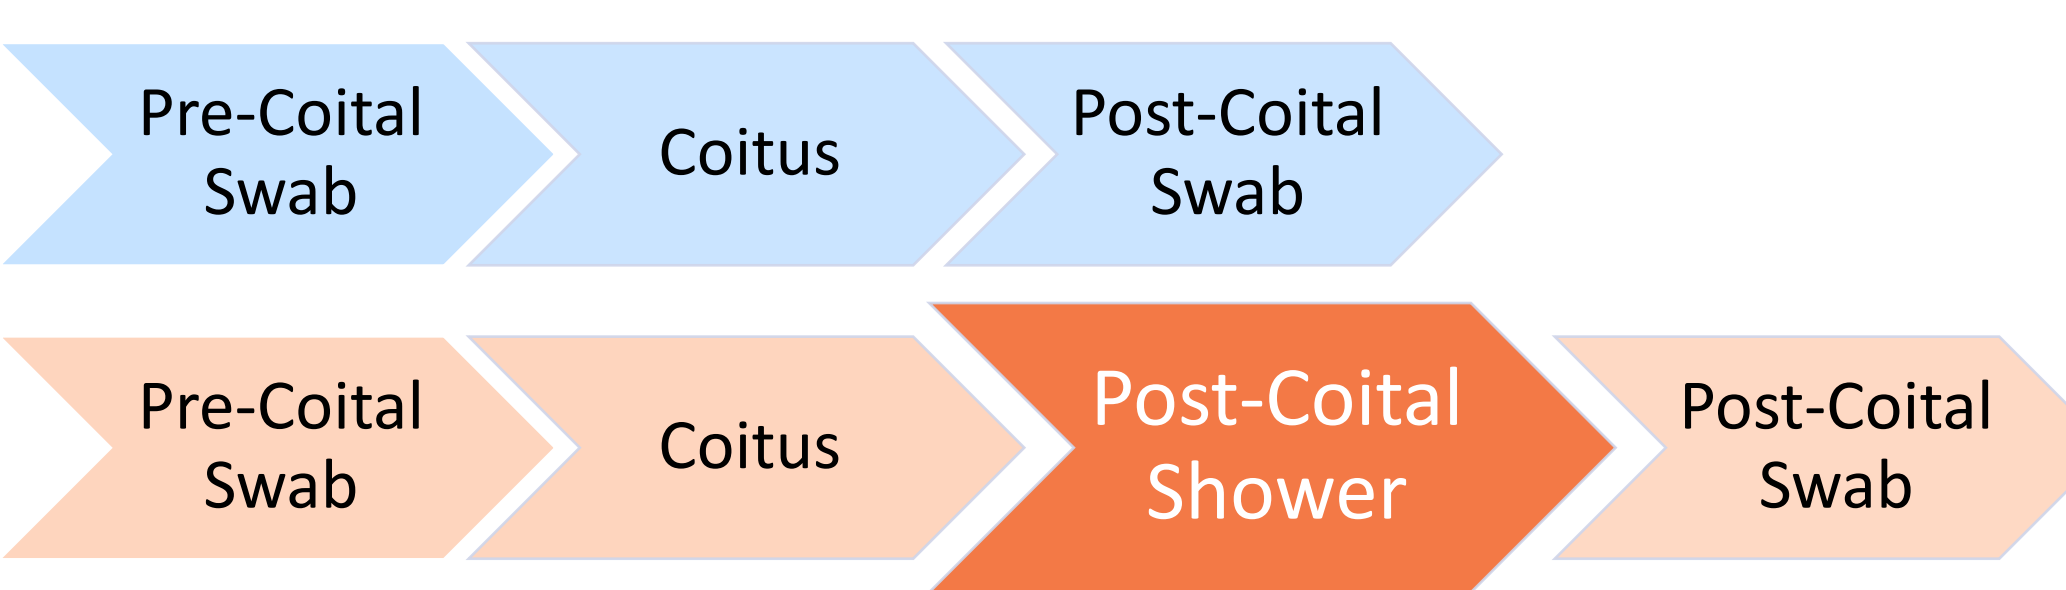 Pre-Coital
Swab
Coitus
Post-Coital
Swab
Pre-Coital
Swab
Coitus
Post-Coital
Shower
Post-Coital
Swab